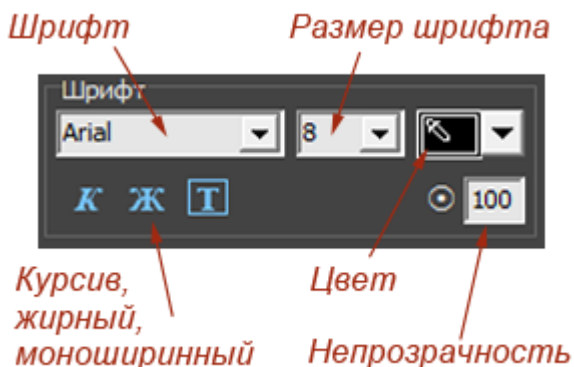 Шрифт
Размер шрифта
Шрифт
Arial
8
К Ж T
100
Курсив,
жирный,
моноширинный
Цвет
Непрозрачность